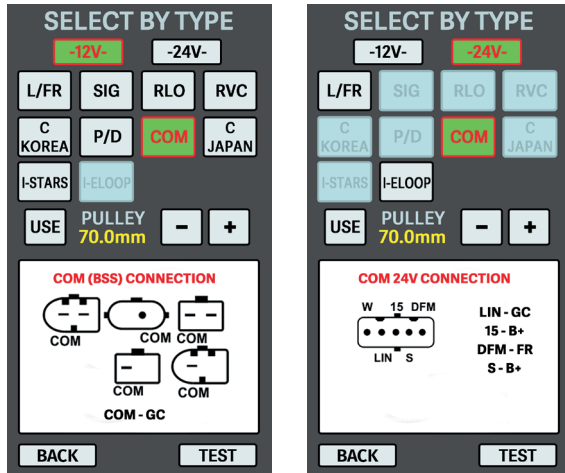 SELECT BY TYPE
-12V- -24V-
L/FR SIG RLO RVC
C KOREA P/D COM C JAPAN
I-STARS I-ELOOP
USE PULLEY 70.0mm - +
COM (BSS) CONNECTION
COM COM COM
COM COM
COM - GC
BACK TEST
SELECT BY TYPE
-12V- -24V-
L/FR SIG RLO RVC
C KOREA P/D COM C JAPAN
I-STARS I-ELOOP
USE PULLEY 70.0mm - +
COM 24V CONNECTION
W 15 DFM
LIN S
LIN - GC
15 - B+
DFM - FR
S - B+
BACK TEST